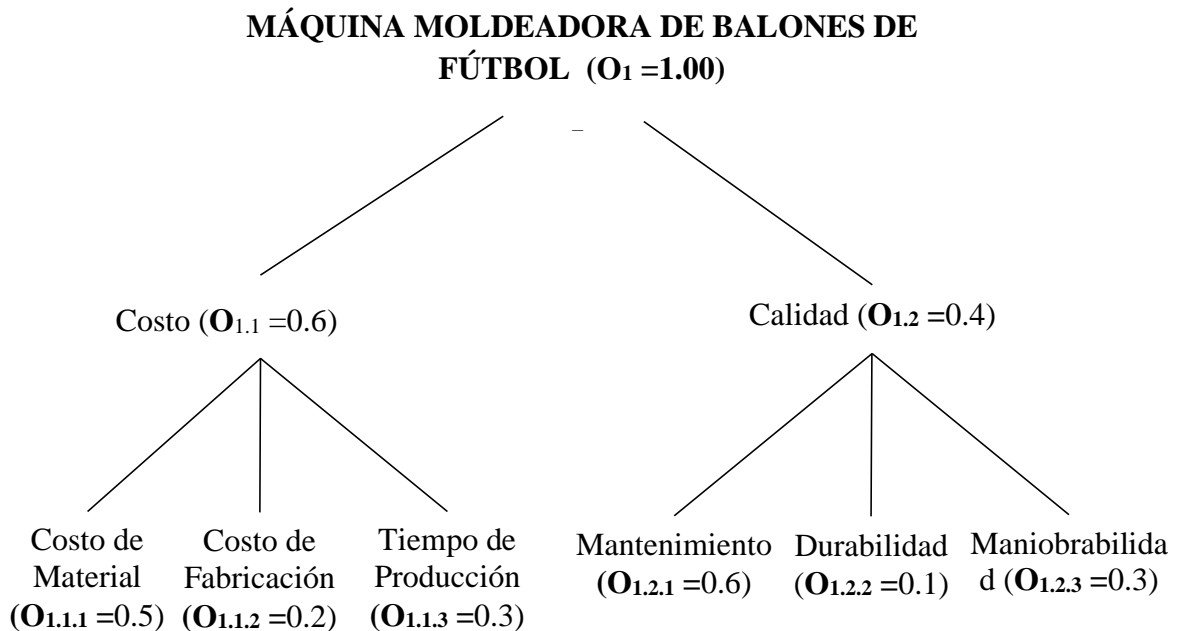 MÁQUINA MOLDEADORA DE BALONES DE
FÚTBOL (O1 =1.00)
Costo (O1.1 =0.6)
Calidad (O1.2 =0.4)
Costo de
Material
(O1.1.1 =0.5)
Costo de
Fabricación
(O1.1.2 =0.2)
Tiempo de
Producción
(O1.1.3 =0.3)
Mantenimiento
(O1.2.1 =0.6)
Durabilidad
(O1.2.2 =0.1)
Maniobrabilida
d (O1.2.3 =0.3)